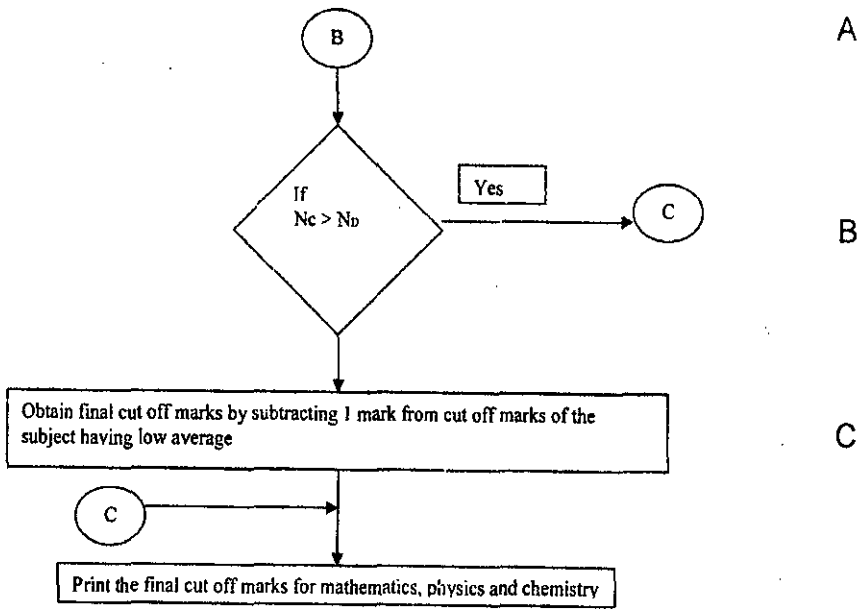 B
A
If
Nc > ND
Yes
C
B
Obtain final cut off marks by subtracting 1 mark from cut off marks of the
subject having low average
C
C
Print the final cut off marks for mathematics, physics and chemistry